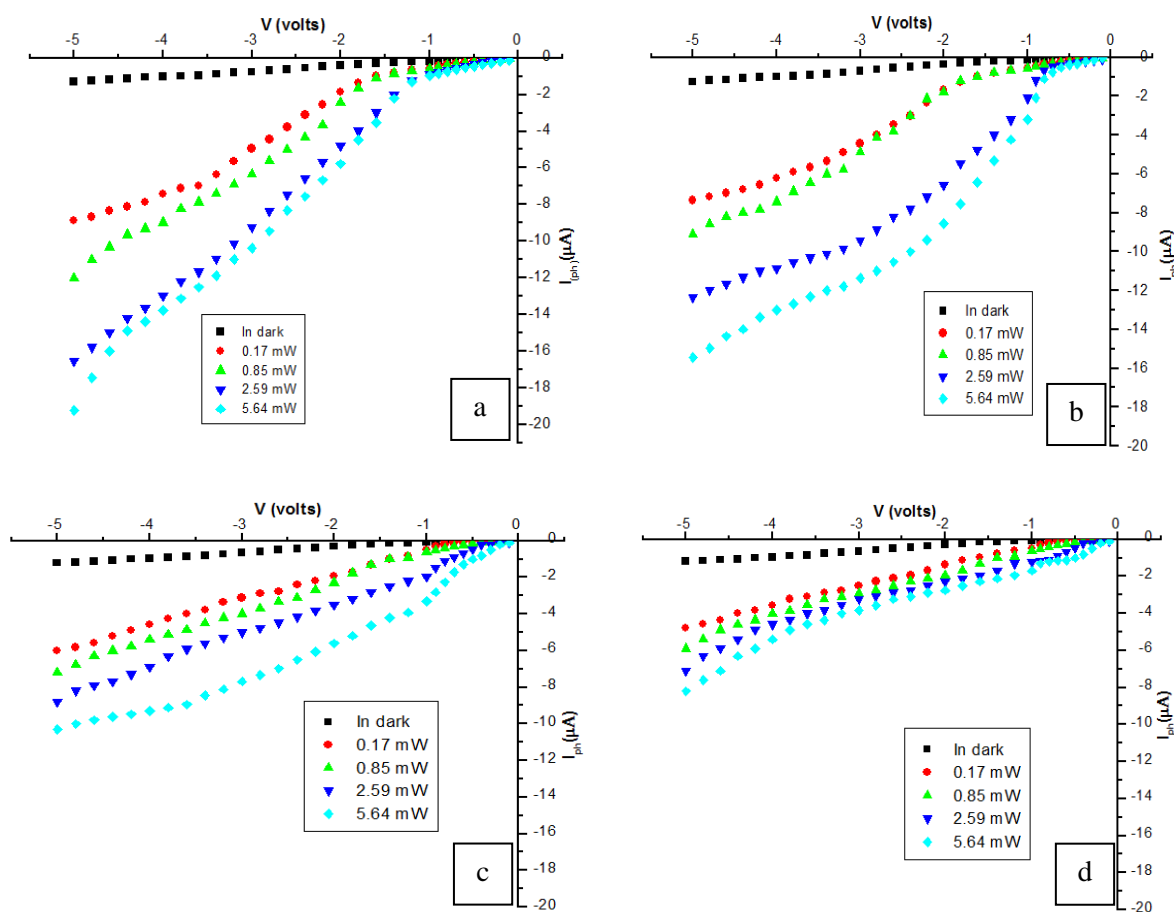 V (volts)
-5 -4 -3 -2 -1 0
0
-2
-4
-6
-8
-10
-12
-14
-16
-18
-20
I(ph)(µA)
In dark
0.17 mW
0.85 mW
2.59 mW
5.64 mW
a
V (volts)
-5 -4 -3 -2 -1 0
0
-2
-4
-6
-8
-10
-12
-14
-16
-18
-20
Iph(µA)
In dark
0.17 mW
0.85 mW
2.59 mW
5.64 mW
b
V (volts)
-5 -4 -3 -2 -1 0
0
-2
-4
-6
-8
-10
-12
-14
-16
-18
-20
Iph(µA)
In dark
0.17 mW
0.85 mW
2.59 mW
5.64 mW
c
V (volts)
-5 -4 -3 -2 -1 0
0
-2
-4
-6
-8
-10
-12
-14
-16
-18
-20
Iph(µA)
In dark
0.17 mW
0.85 mW
2.59 mW
5.64 mW
d